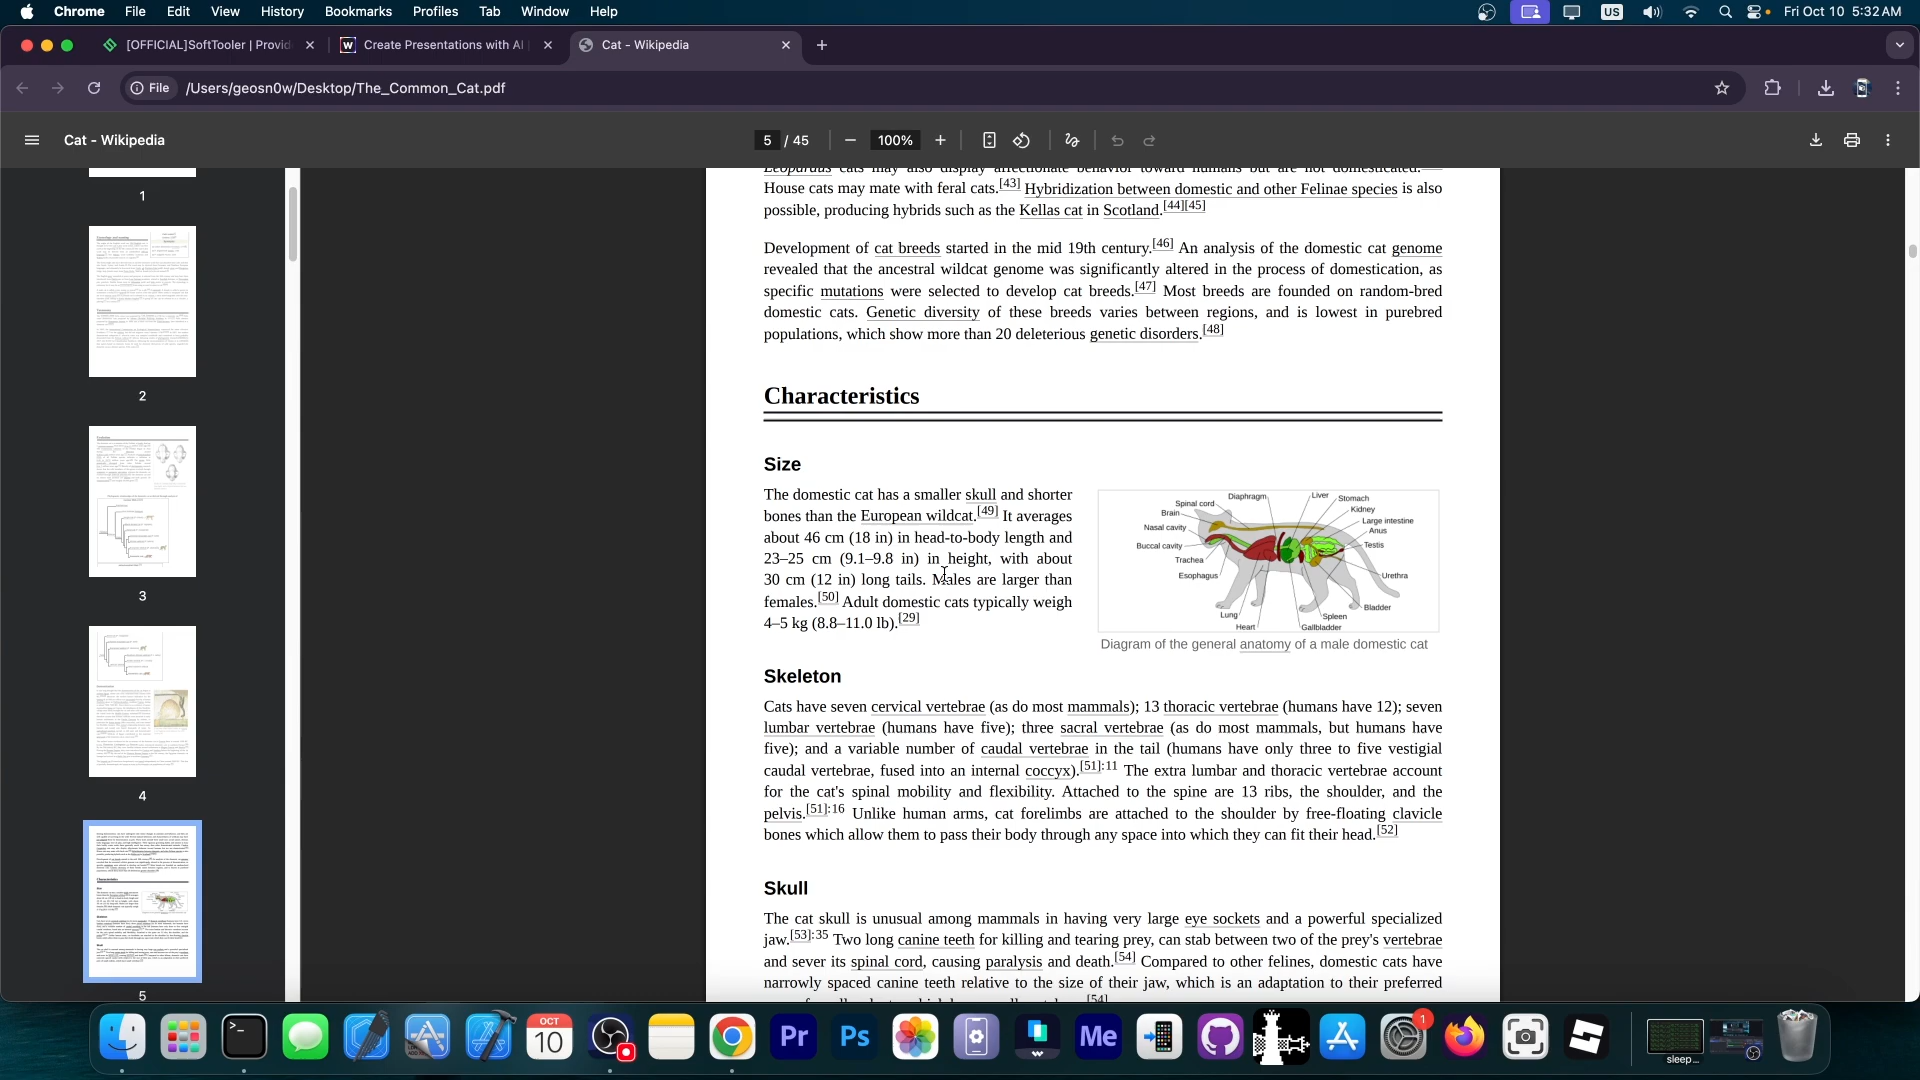 Chrome File Edit View History Bookmarks Profiles Tab Window Help US Fri Oct 10 5:32 AM
[OFFICIAL]SoftTooler | Provid
W Create Presentations with AI
Cat - Wikipedia
File /Users/geosn0w/Desktop/The_Common_Cat.pdf
Cat - Wikipedia 5 / 45 100%
1
2
3
4
5
cats may also display affectionate behavior toward humans but are not domesticated.
House cats may mate with feral cats.[43] Hybridization between domestic and other Felinae species is also
possible, producing hybrids such as the Kellas cat in Scotland.[44][45]
Development of cat breeds started in the mid 19th century.[46] An analysis of the domestic cat genome
revealed that the ancestral wildcat genome was significantly altered in the process of domestication, as
specific mutations were selected to develop cat breeds.[47] Most breeds are founded on random-bred
domestic cats. Genetic diversity of these breeds varies between regions, and is lowest in purebred
populations, which show more than 20 deleterious genetic disorders.[48]
Characteristics
Size
The domestic cat has a smaller skull and shorter
bones than the European wildcat.[49] It averages
about 46 cm (18 in) in head-to-body length and
23–25 cm (9.1–9.8 in) in height, with about
30 cm (12 in) long tails. Males are larger than
females.[50] Adult domestic cats typically weigh
4–5 kg (8.8–11.0 lb).[29]
Diaphragm
Liver
Stomach
Spinal cord
Kidney
Brain
Large intestine
Nasal cavity
Anus
Buccal cavity
Testis
Trachea
Esophagus
Urethra
Bladder
Lung
Spleen
Heart
Gallbladder
Diagram of the general anatomy of a male domestic cat
Skeleton
Cats have seven cervical vertebrae (as do most mammals); 13 thoracic vertebrae (humans have 12); seven
lumbar vertebrae (humans have five); three sacral vertebrae (as do most mammals, but humans have
five); and a variable number of caudal vertebrae in the tail (humans have only three to five vestigial
caudal vertebrae, fused into an internal coccyx).[51]:11 The extra lumbar and thoracic vertebrae account
for the cat's spinal mobility and flexibility. Attached to the spine are 13 ribs, the shoulder, and the
pelvis.[51]:16 Unlike human arms, cat forelimbs are attached to the shoulder by free-floating clavicle
bones which allow them to pass their body through any space into which they can fit their head.[52]
Skull
The cat skull is unusual among mammals in having very large eye sockets and a powerful specialized
jaw.[53]:35 Two long canine teeth for killing and tearing prey, can stab between two of the prey's vertebrae
and sever its spinal cord, causing paralysis and death.[54] Compared to other felines, domestic cats have
narrowly spaced canine teeth relative to the size of their jaw, which is an adaptation to their preferred
[54]
OCT
10
Pr
Ps
Me
1
sleep...